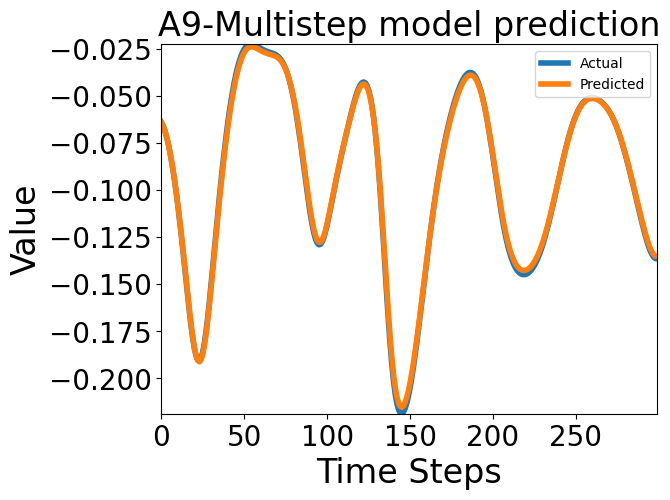 A9-Multistep model prediction
Actual
Predicted
−0.025
−0.050
−0.075
−0.100
−0.125
−0.150
−0.175
−0.200
Value
0 50 100 150 200 250
Time Steps